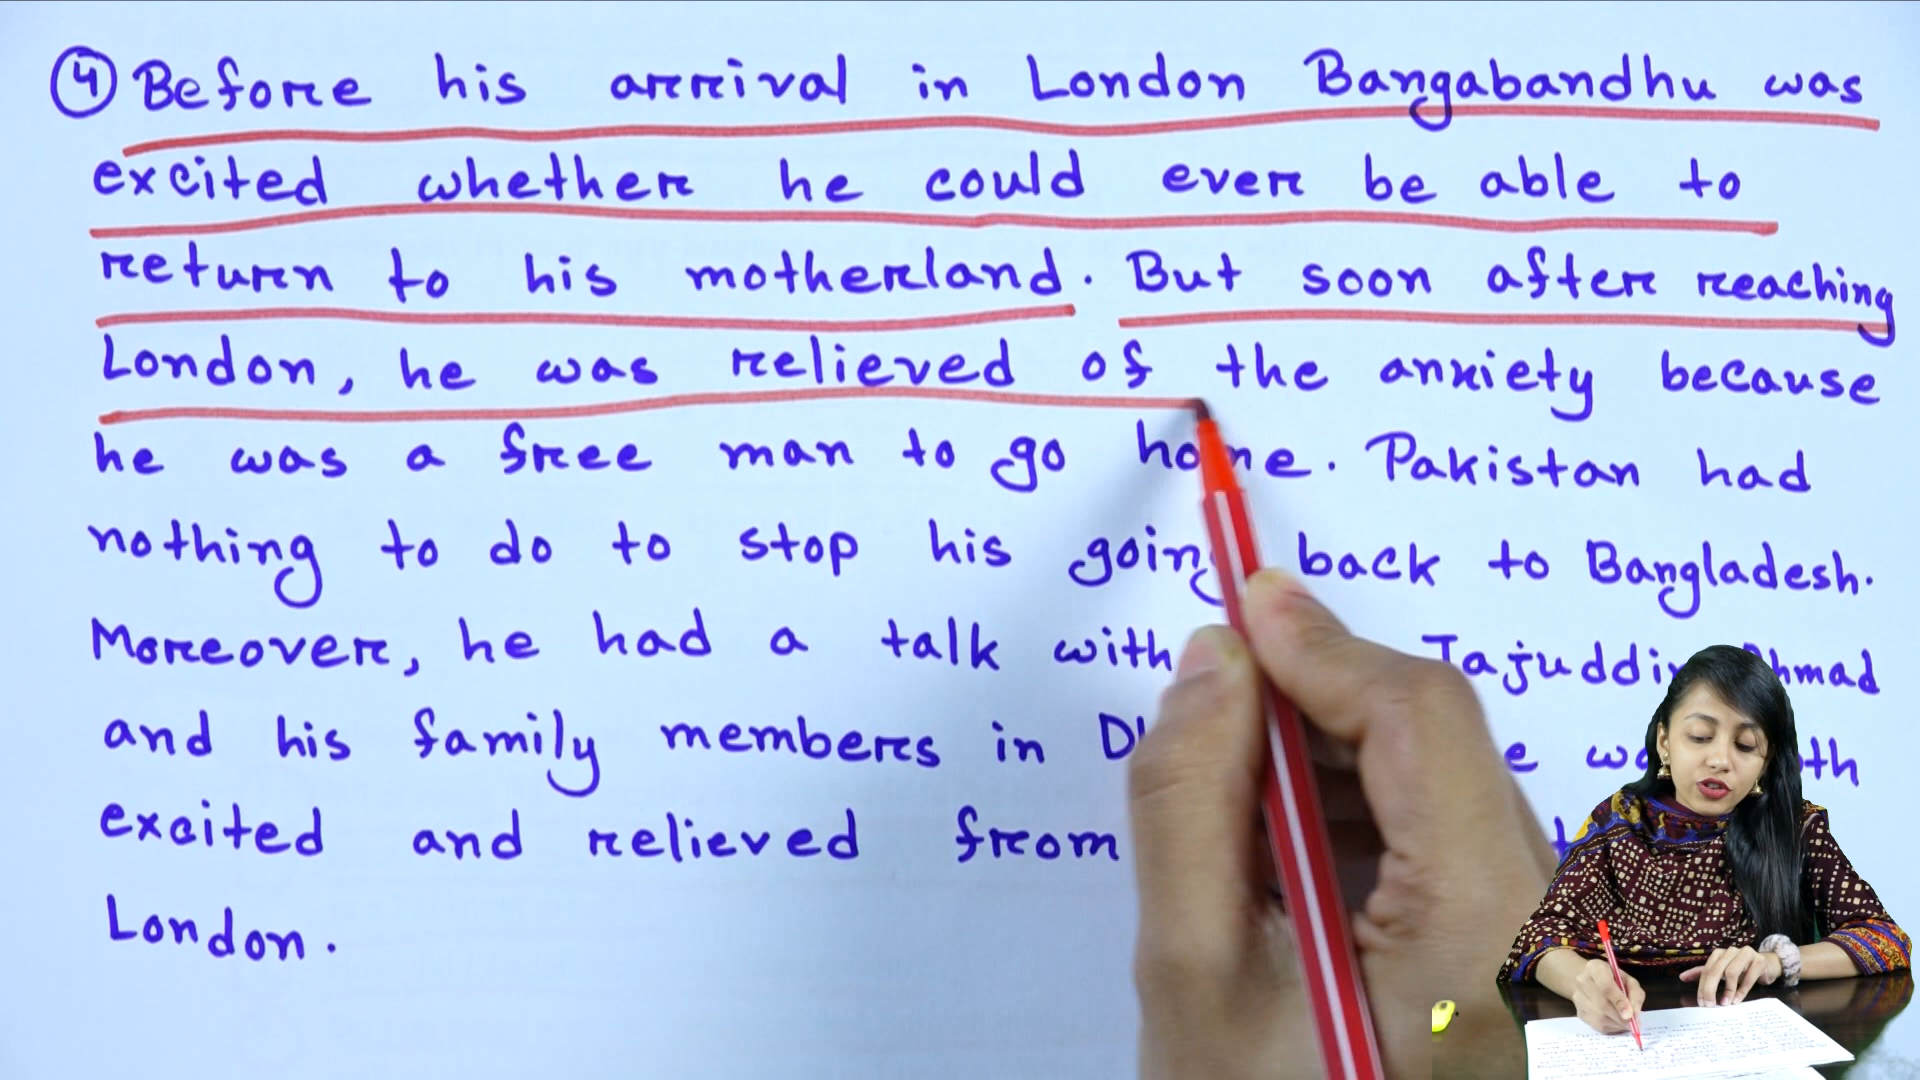 4 Before his arrival in London Bangabandhu was
excited whether he could ever be able to
return to his motherland. But soon after reaching
London, he was relieved of the anxiety because
he was a free man to go home. Pakistan had
nothing to do to stop his going back to Bangladesh.
Moreover, he had a talk with Tajuddin Ahmad
and his family members in
excited and relieved from
London.